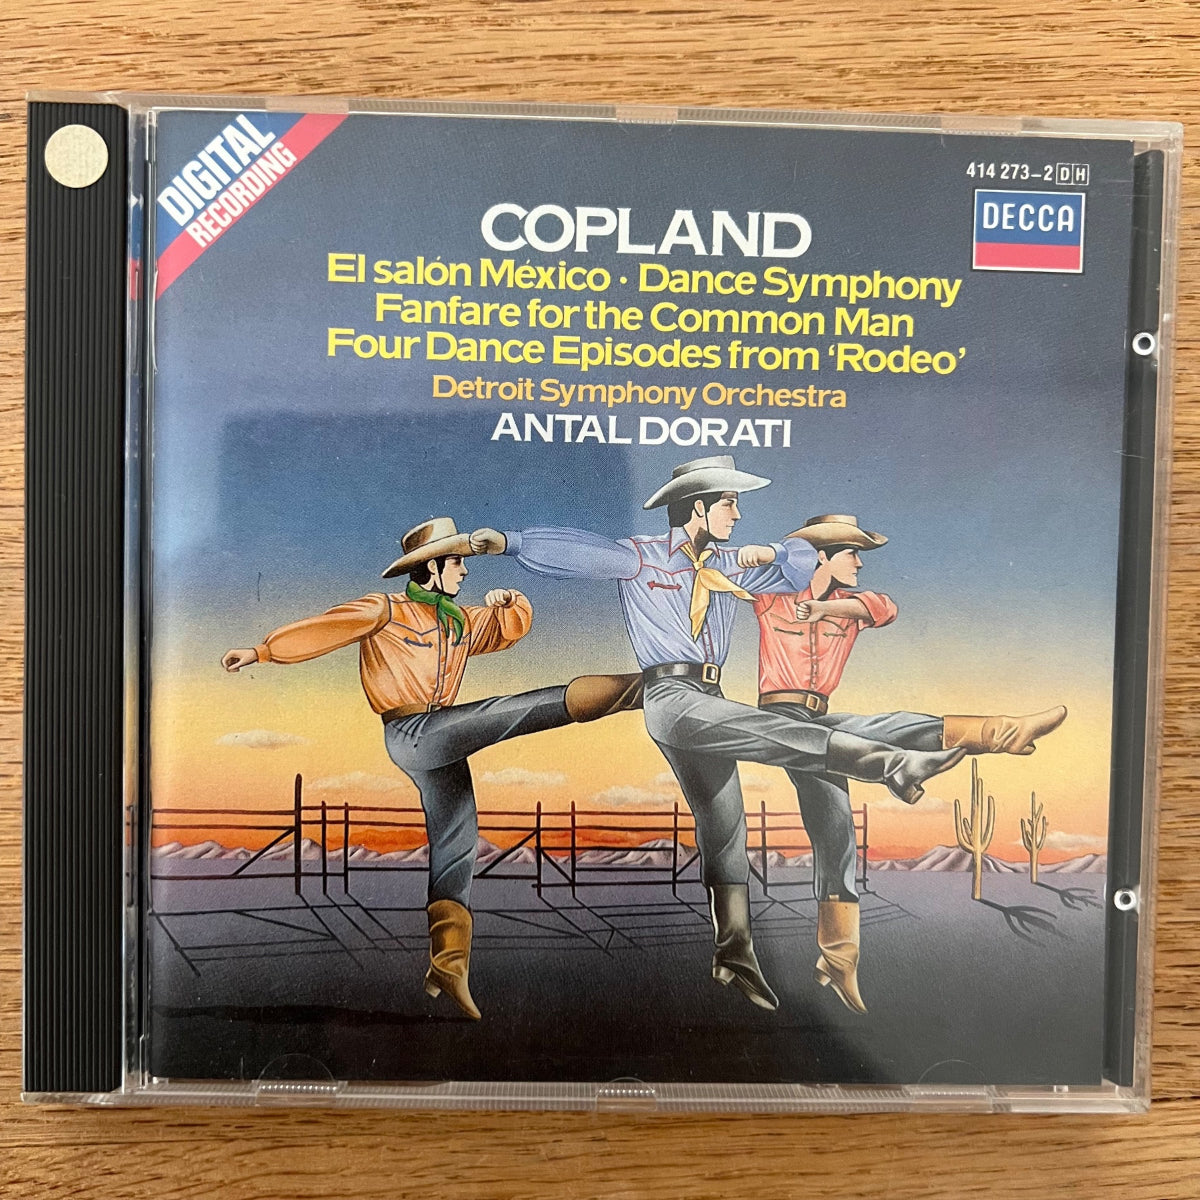 DIGITAL
RECORDING
414 273-2 DH
DECCA
COPLAND
El salón México · Dance Symphony
Fanfare for the Common Man
Four Dance Episodes from ‘Rodeo’
Detroit Symphony Orchestra
ANTAL DORATI